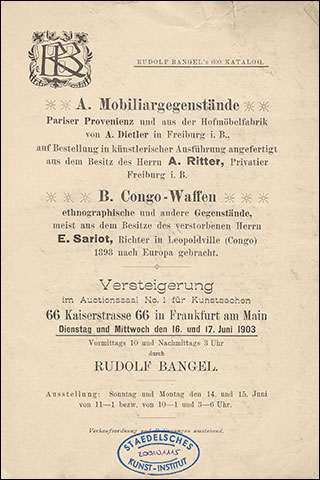 RUDOLF BANGEL's 600. KATALOG.
A. Mobiliargegenstände
Pariser Provenienz und aus der Hofmöbelfabrik
von A. Dietler in Freiburg i. B.,
auf Bestellung in künstlerischer Ausführung angefertigt
aus dem Besitz des Herrn A. Ritter, Privatier
Freiburg i. B.
B. Congo-Waffen
ethnographische und andere Gegenstände,
meist aus dem Besitze des verstorbenen Herrn
E. Sariot, Richter in Leopoldville (Congo)
1898 nach Europa gebracht.
Versteigerung
im Auctionssaal No. 1 für Kunstsachen
66 Kaiserstrasse 66 in Frankfurt am Main
Dienstag und Mittwoch den 16. und 17. Juni 1903
Vormittags 10 und Nachmittags 3 Uhr
durch
RUDOLF BANGEL.
Ausstellung: Sonntag und Montag den 14. und 15. Juni
von 11—1 bezw. von 10—1 und 3—6 Uhr.
Verkaufsordnung und Bedingungen umstehend.
STAEDELSCHES
KUNST-INSTITUT